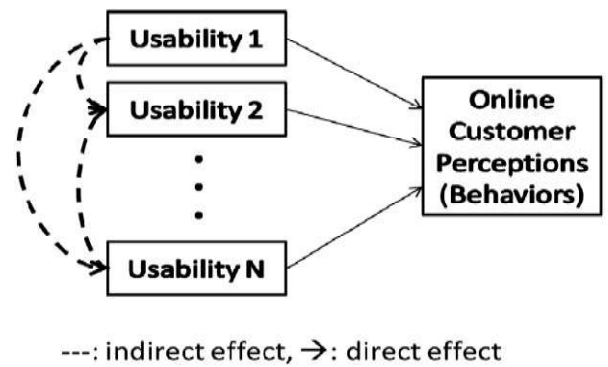 Usability 1
Usability 2
Usability N
Online
Customer
Perceptions
(Behaviors)
---: indirect effect, →: direct effect